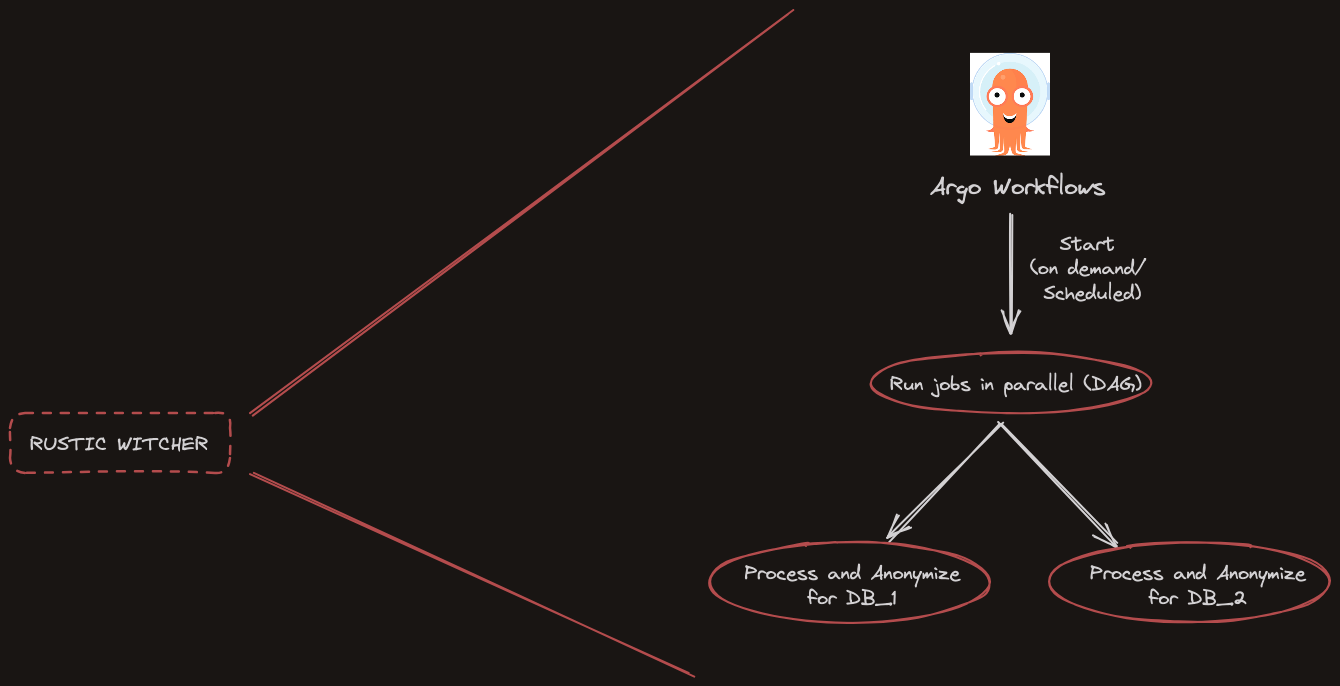 Argo Workflows
Start
(on demand/
Scheduled)
Run jobs in parallel (DAG)
RUSTIC WITCHER
Process and Anonymize
for DB_1
Process and Anonymize
for DB_2